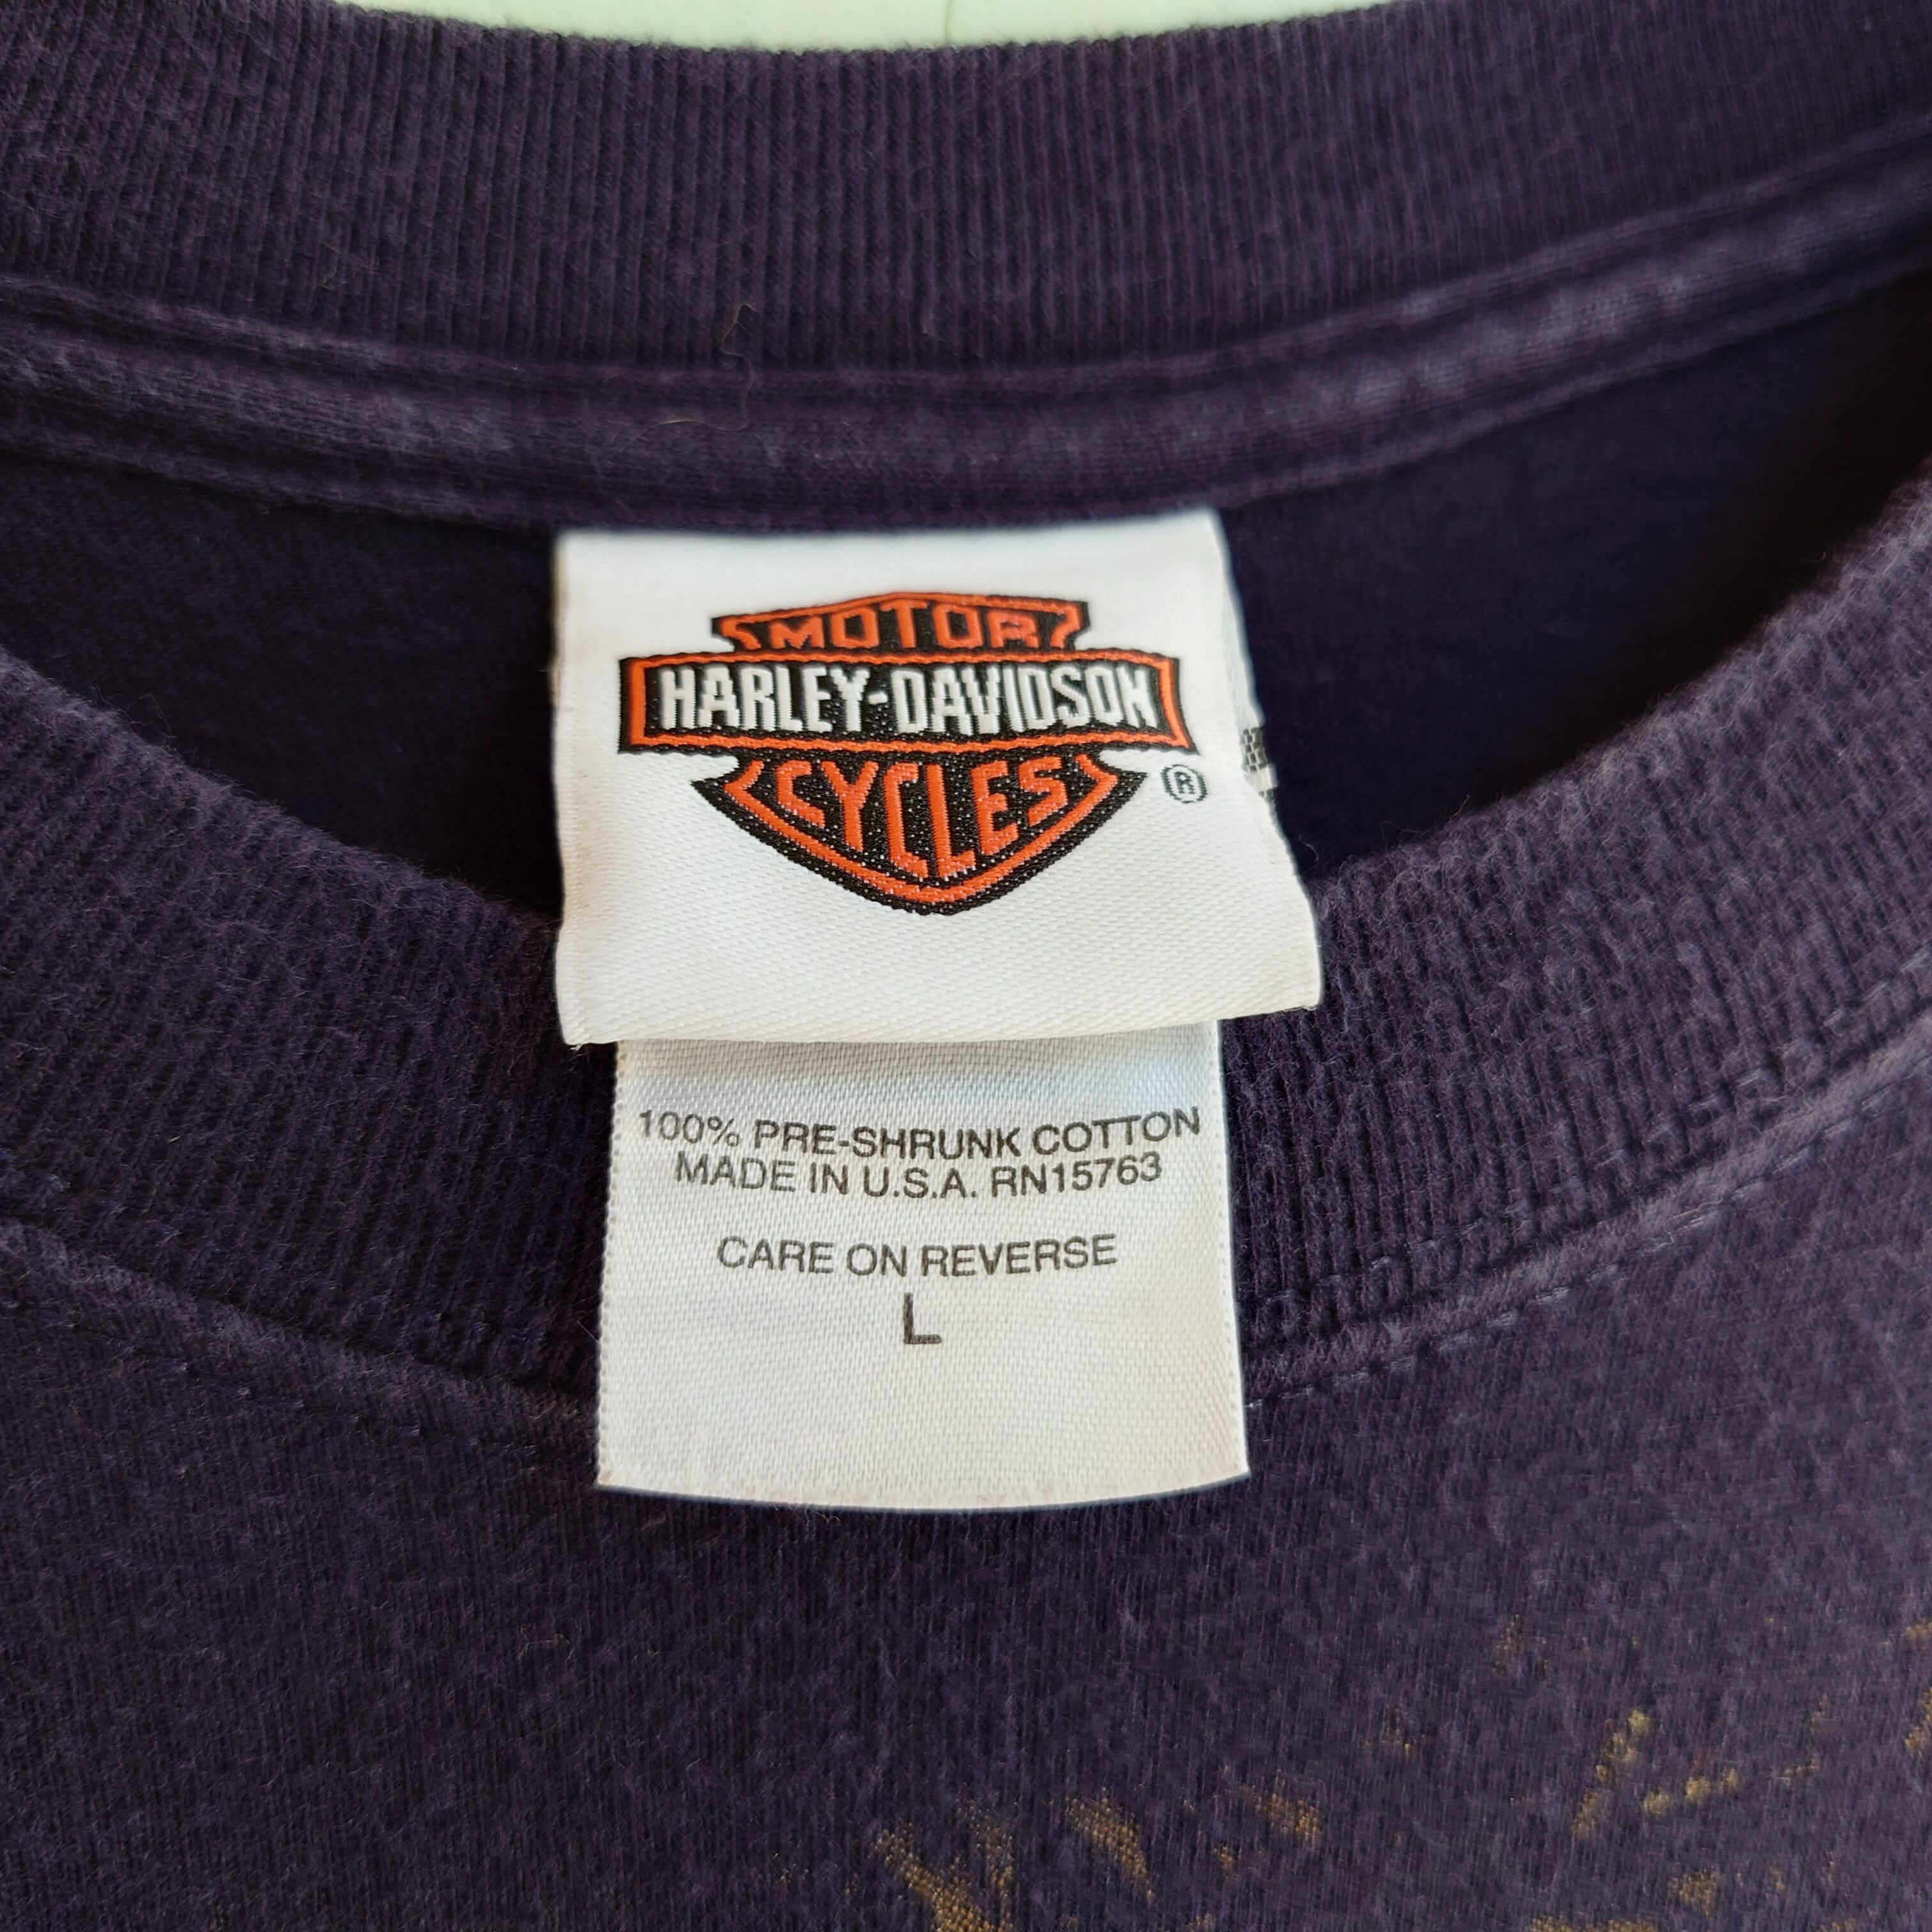 MOTOR
HARLEY-DAVIDSON
CYCLES
®
100% PRE-SHRUNK COTTON
MADE IN U.S.A. RN15763
CARE ON REVERSE
L